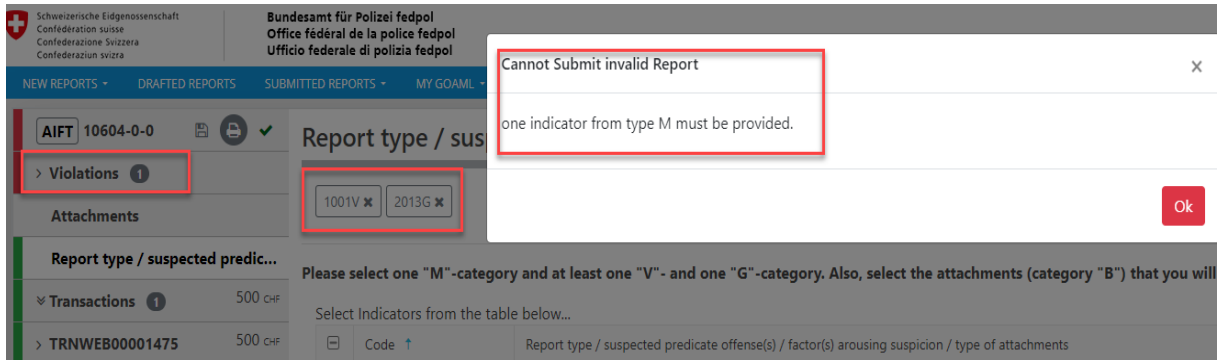 Schweizerische Eidgenossenschaft
Confédération suisse
Confederazione Svizzera
Confederaziun svizra
Bundesamt für Polizei fedpol
Office fédéral de la police fedpol
Ufficio federale di polizia fedpol
NEW REPORTS DRAFTED REPORTS SUBMITTED REPORTS MY GOAML
AIFT 10604-0-0
> Violations 1
Attachments
Report type / suspected predic...
Transactions 1 500 CHF
> TRNWEB00001475 500 CHF
Report type / sus
1001V ✖ 2013G ✖
Cannot Submit invalid Report ×
one indicator from type M must be provided.
Ok
Please select one "M"-category and at least one "V"- and one "G"-category. Also, select the attachments (category "B") that you will
Select Indicators from the table below...
Code ↑ Report type / suspected predicate offense(s) / factor(s) arousing suspicion / type of attachments